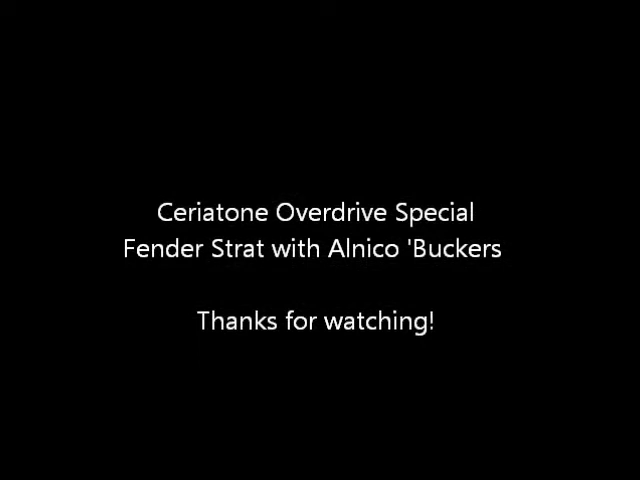 Ceriatone Overdrive Special
Fender Strat with Alnico 'Buckers
Thanks for watching!